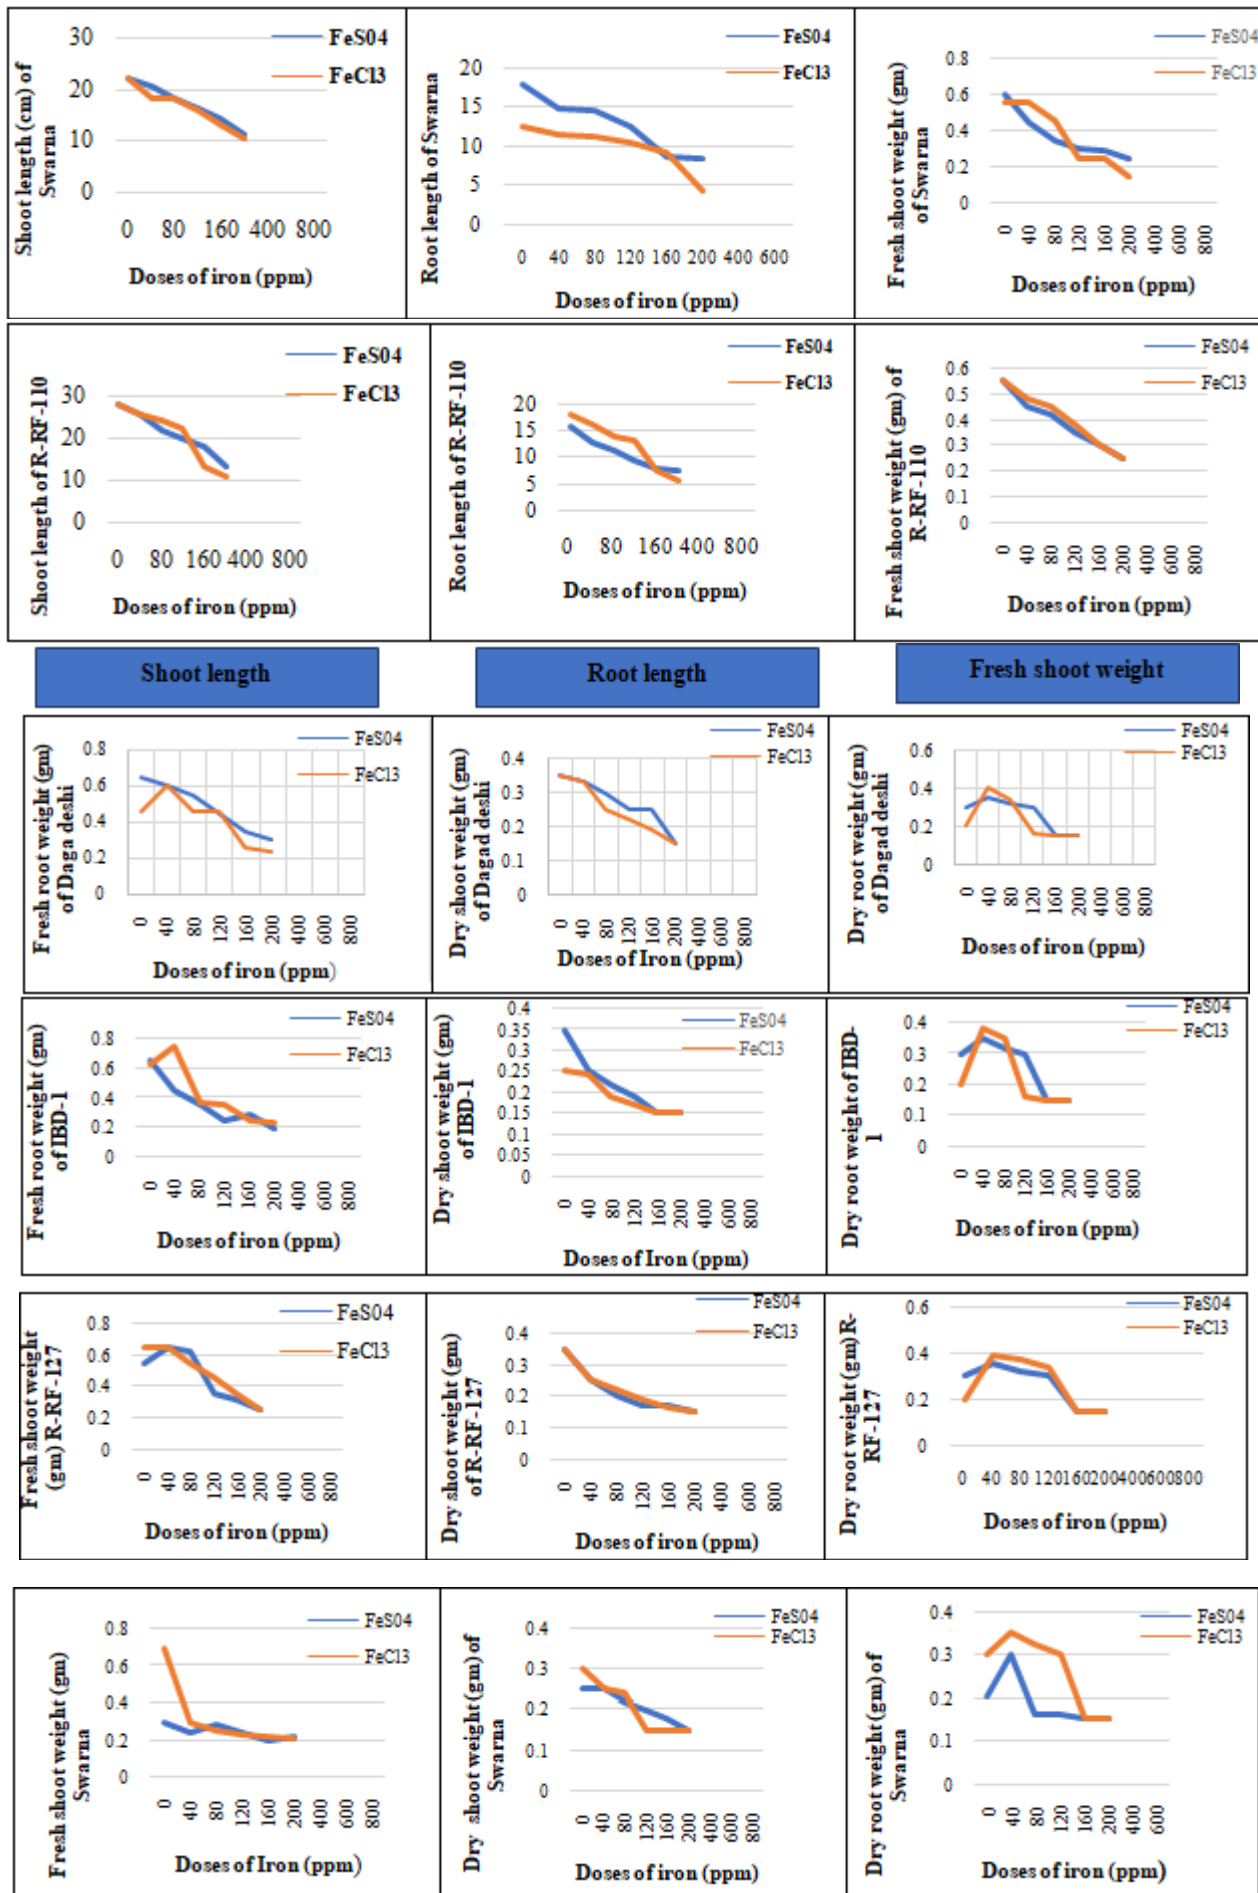 Shoot length (cm) of
Swarna
30
20
10
0
FeS04
FeCl3
0 80 160 400 800
Doses of iron (ppm)
Root length of Swarna
20
15
10
5
0
FeS04
FeCl3
0 40 80 120 160 200 400 600
Doses of iron (ppm)
Fresh shoot weight (gm)
of Swarna
0.8
0.6
0.4
0.2
0
FeS04
FeCl3
0 40 80 120 160 200 400 600 800
Doses of iron (ppm)
Shoot length of R-RF-110
30
20
10
0
FeS04
FeCl3
0 80 160 400 800
Doses of iron (ppm)
Root length of R-RF-110
20
15
10
5
0
FeS04
FeCl3
0 80 160 400 800
Doses of iron (ppm)
Fresh shoot weight (gm) of
R-RF-110
0.6
0.5
0.4
0.3
0.2
0.1
0
FeS04
FeCl3
0 40 80 120 160 200 400 600 800
Doses of iron (ppm)
Shoot length
Root length
Fresh shoot weight
Fresh root weight (gm)
of Daga deshi
0.8
0.6
0.4
0.2
0
FeS04
FeCl3
0 40 80 120 160 200 400 600 800
Doses of iron (ppm)
Dry shoot weight (gm)
of Dagad deshi
0.4
0.3
0.2
0.1
0
FeS04
FeCl3
0 40 80 120 160 200 400 600 800
Doses of Iron (ppm)
Dry root weight (gm)
of Dagad deshi
0.6
0.4
0.2
0
FeS04
FeCl3
0 40 80 120 160 200 400 600 800
Doses of iron (ppm)
Fresh root weight (gm)
of IBD-1
0.8
0.6
0.4
0.2
0
FeS04
FeCl3
0 40 80 120 160 200 400 600 800
Doses of iron (ppm)
Dry shoot weight (gm)
of IBD-1
0.4
0.35
0.3
0.25
0.2
0.15
0.1
0.05
0
FeS04
FeCl3
0 40 80 120 160 200 400 600 800
Doses of Iron (ppm)
Dry root weight of IBD-
1
0.4
0.3
0.2
0.1
0
FeS04
FeCl3
0 40 80 120 160 200 400 600 800
Doses of iron (ppm)
Fresh shoot weight
(gm) R-RF-127)
0.8
0.6
0.4
0.2
0
FeS04
FeCl3
0 40 80 120 160 200 400 600 800
Doses of iron (ppm)
Dry shoot weight (gm)
of R-RF-127
0.4
0.3
0.2
0.1
0
FeS04
FeCl3
0 40 80 120 160 200 400 600 800
Doses of iron (ppm)
Dry root weight (gm) R-
RF-127
0.6
0.4
0.2
0
FeS04
FeCl3
0 40 80 120 160 200 400 600 800
Doses of iron (ppm)
Fresh shoot weight (gm)
Swarna
0.8
0.6
0.4
0.2
0
FeS04
FeCl3
0 40 80 120 160 200 400 600 800
Doses of Iron (ppm)
Dry shoot weight (gm) of
Swarna
0.4
0.3
0.2
0.1
0
FeS04
FeCl3
0 40 80 120 160 200 400 600 800
Doses of iron (ppm)
Dry root weight (gm) of
Swarna
0.4
0.3
0.2
0.1
0
FeS04
FeCl3
0 40 80 120 160 200 400 600
Doses of iron (ppm)